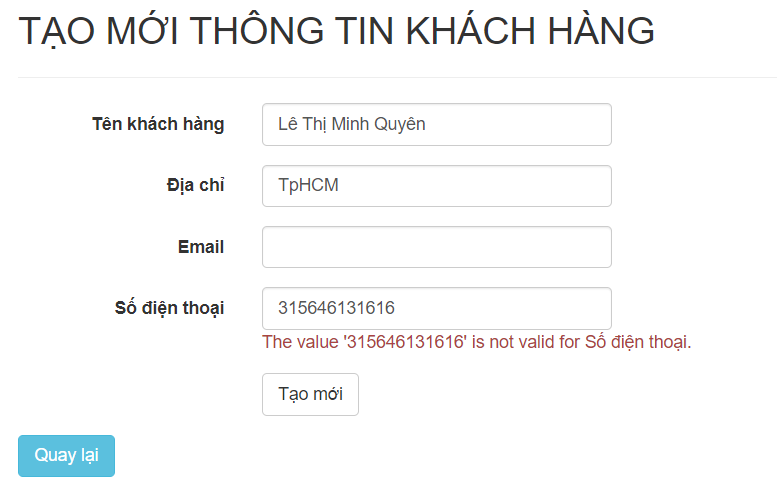 TẠO MỚI THÔNG TIN KHÁCH HÀNG
Tên khách hàng Lê Thị Minh Quyên
Địa chỉ TpHCM
Email
Số điện thoại 315646131616
The value '315646131616' is not valid for Số điện thoại.
Tạo mới
Quay lại